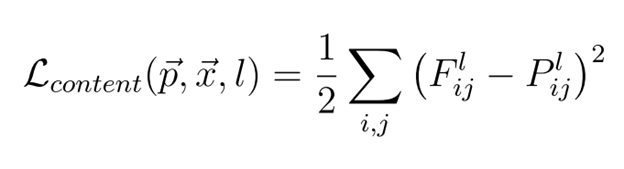 $\mathcal{L}_{content}(\vec{p}, \vec{x}, l) = \frac{1}{2} \sum_{i,j} \left( F_{ij}^{l} - P_{ij}^{l} \right)^2$